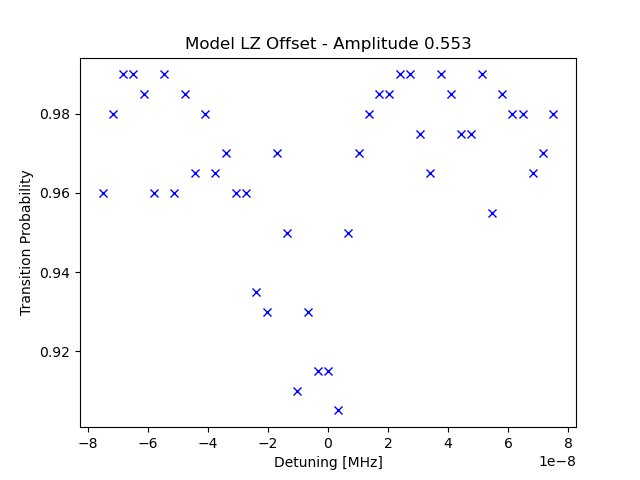 Model LZ Offset - Amplitude 0.553
Transition Probability
0.98
0.96
0.94
0.92
−8 −6 −4 −2 0 2 4 6 8
1e−8
Detuning [MHz]